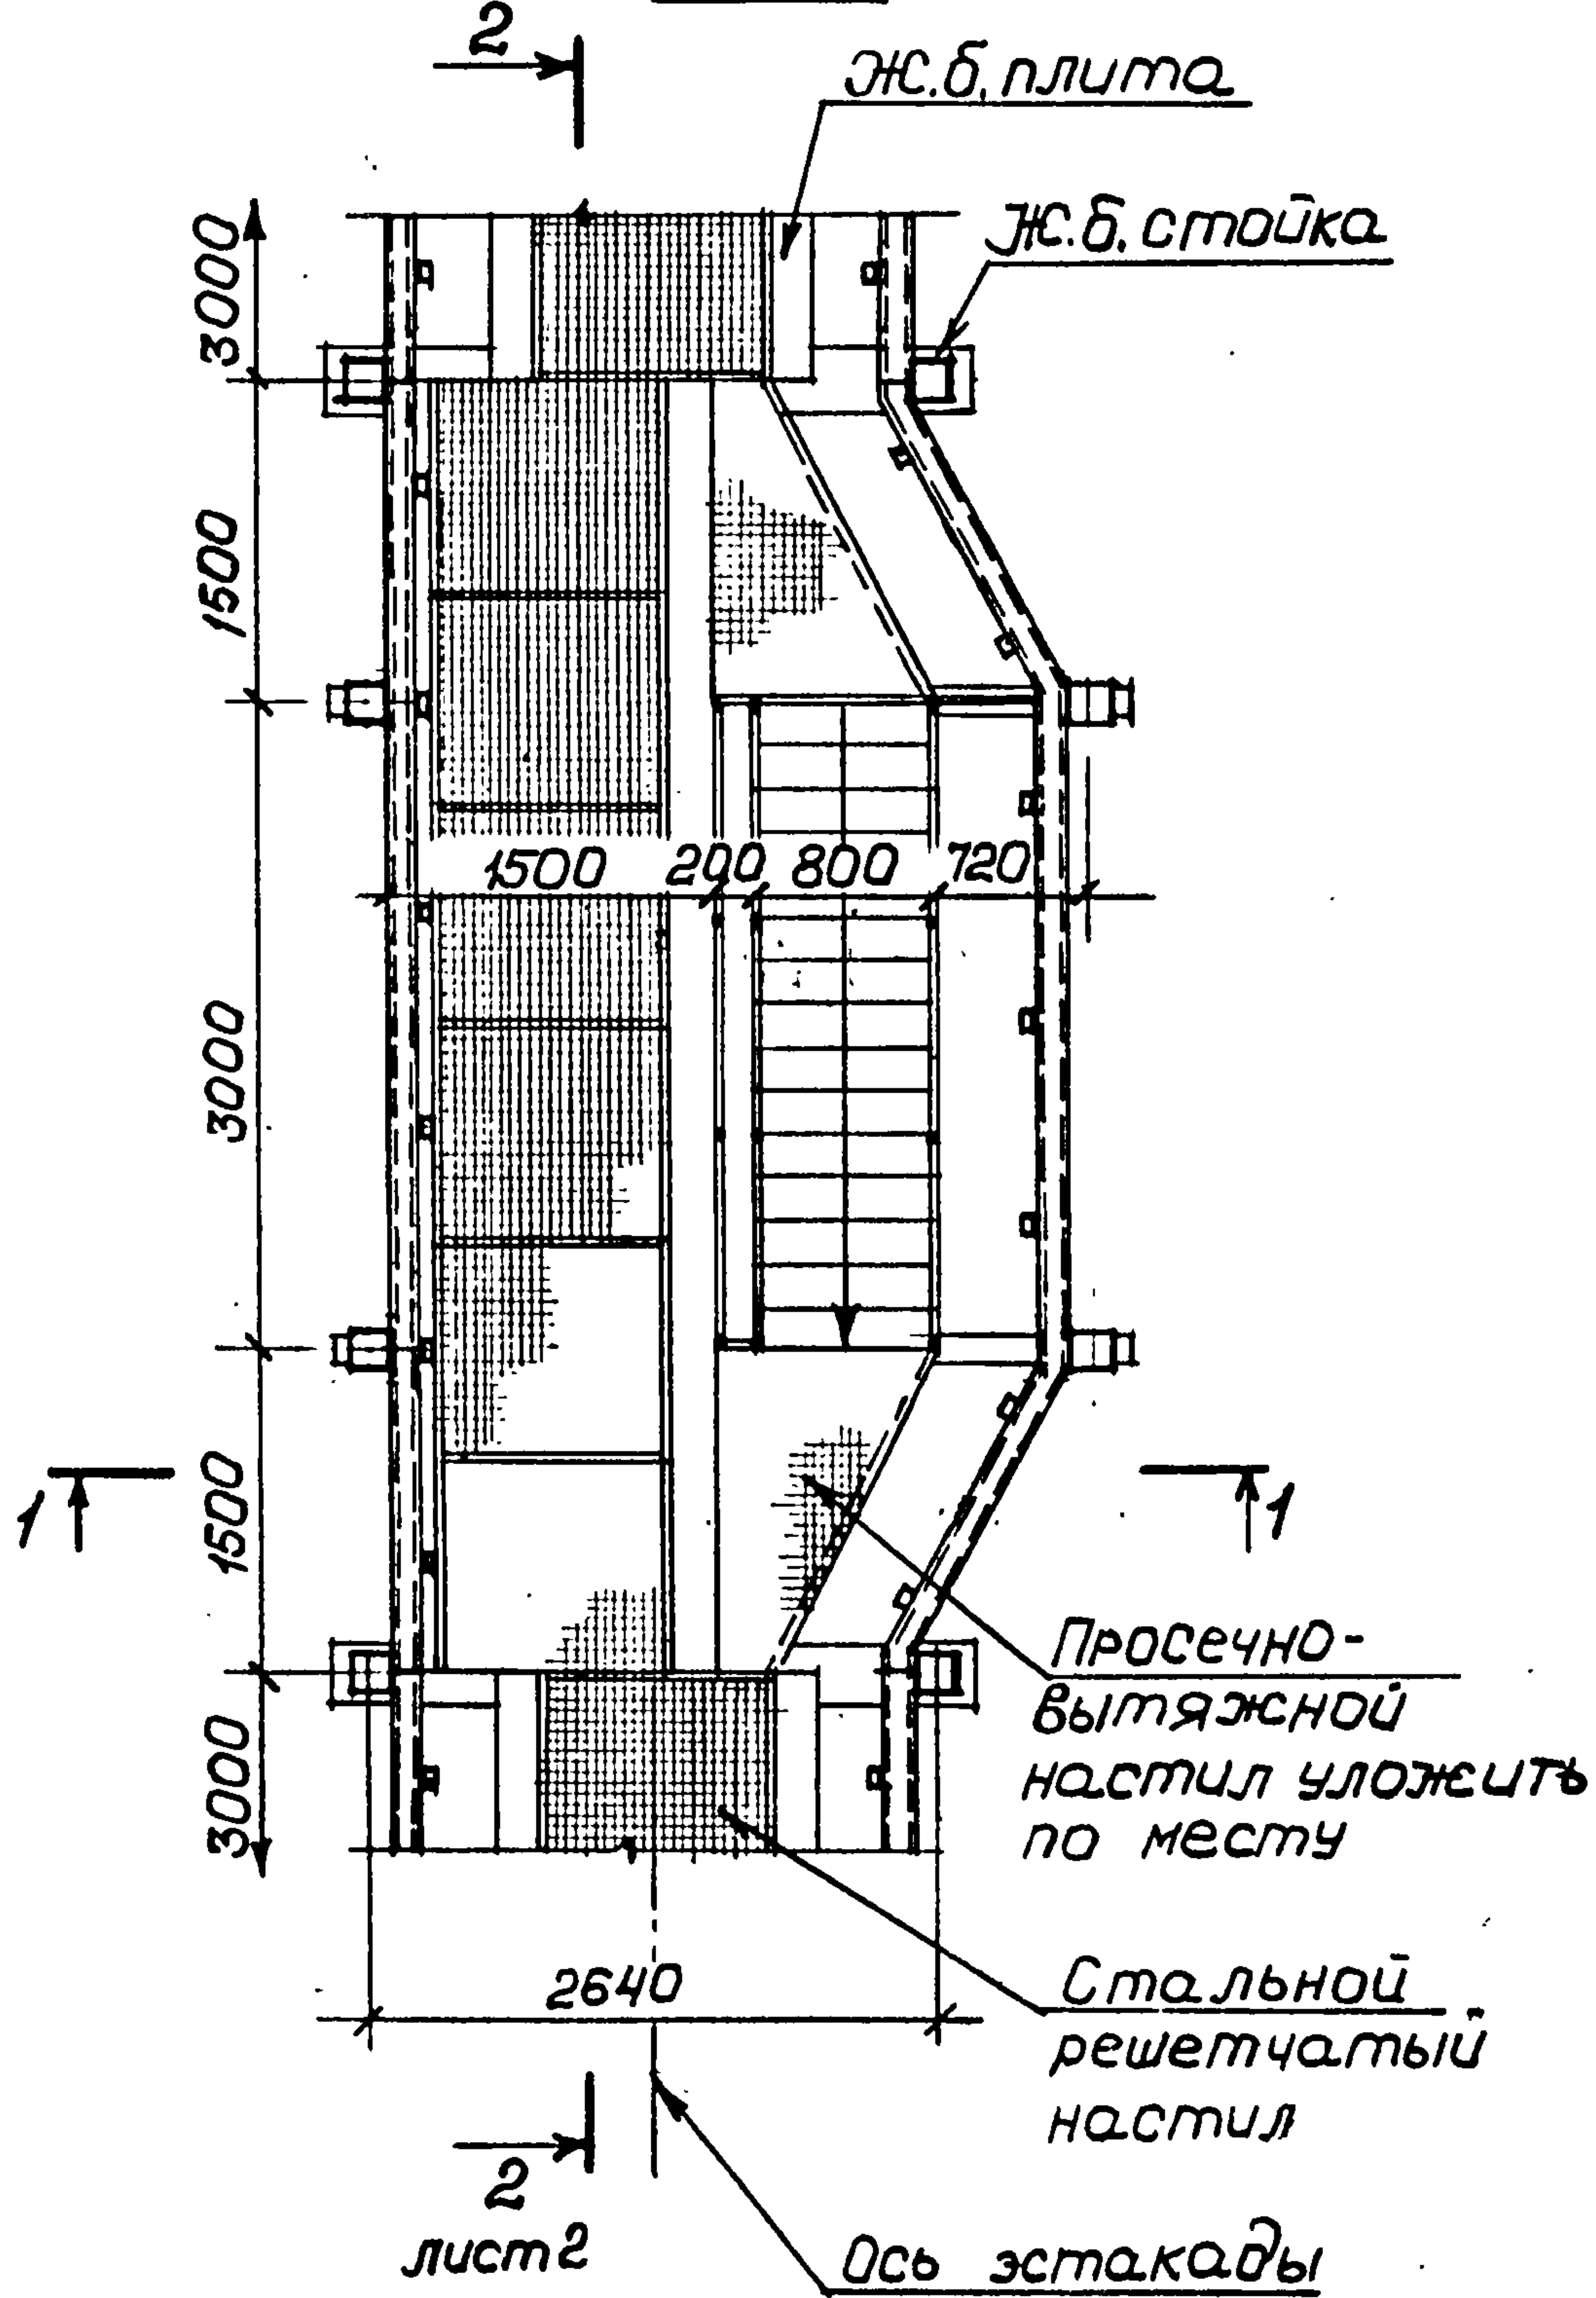 2
Ж.б. плита
Ж.б. стойка
3000
1500
1500 200 800 720
3000
1500
1 1
Просечно-
вытяжной
настил уложить
по месту
3000
2640
Стальной
решетчатый
настил
2
лист 2
Ось эстакады